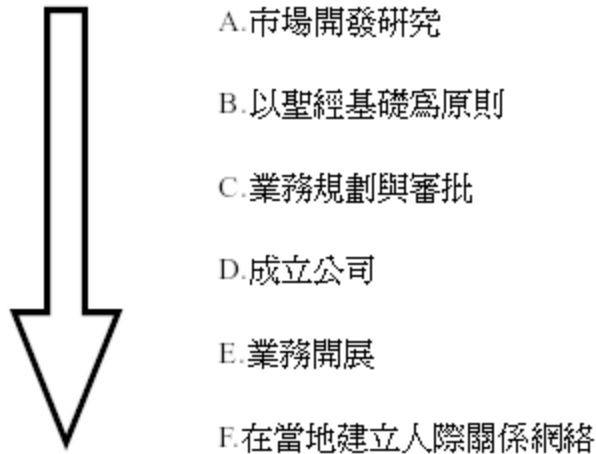 A.市場開發研究
B.以聖經基礎爲原則
C.業務規劃與審批
D.成立公司
E.業務開展
F.在當地建立人際關係網絡